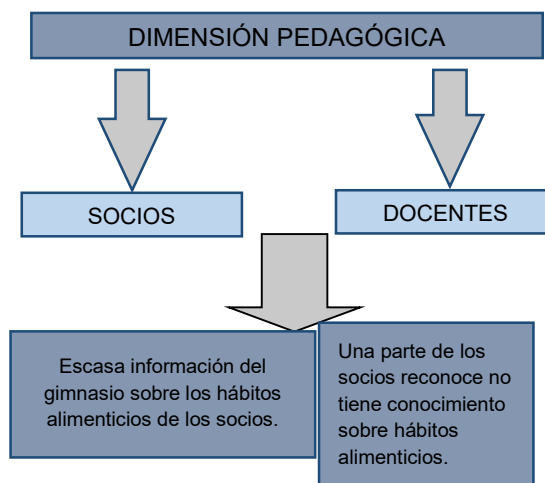 DIMENSIÓN PEDAGÓGICA
SOCIOS
DOCENTES
Escasa información del
gimnasio sobre los hábitos
alimenticios de los socios.
Una parte de los
socios reconoce no
tiene conocimiento
sobre hábitos
alimenticios.